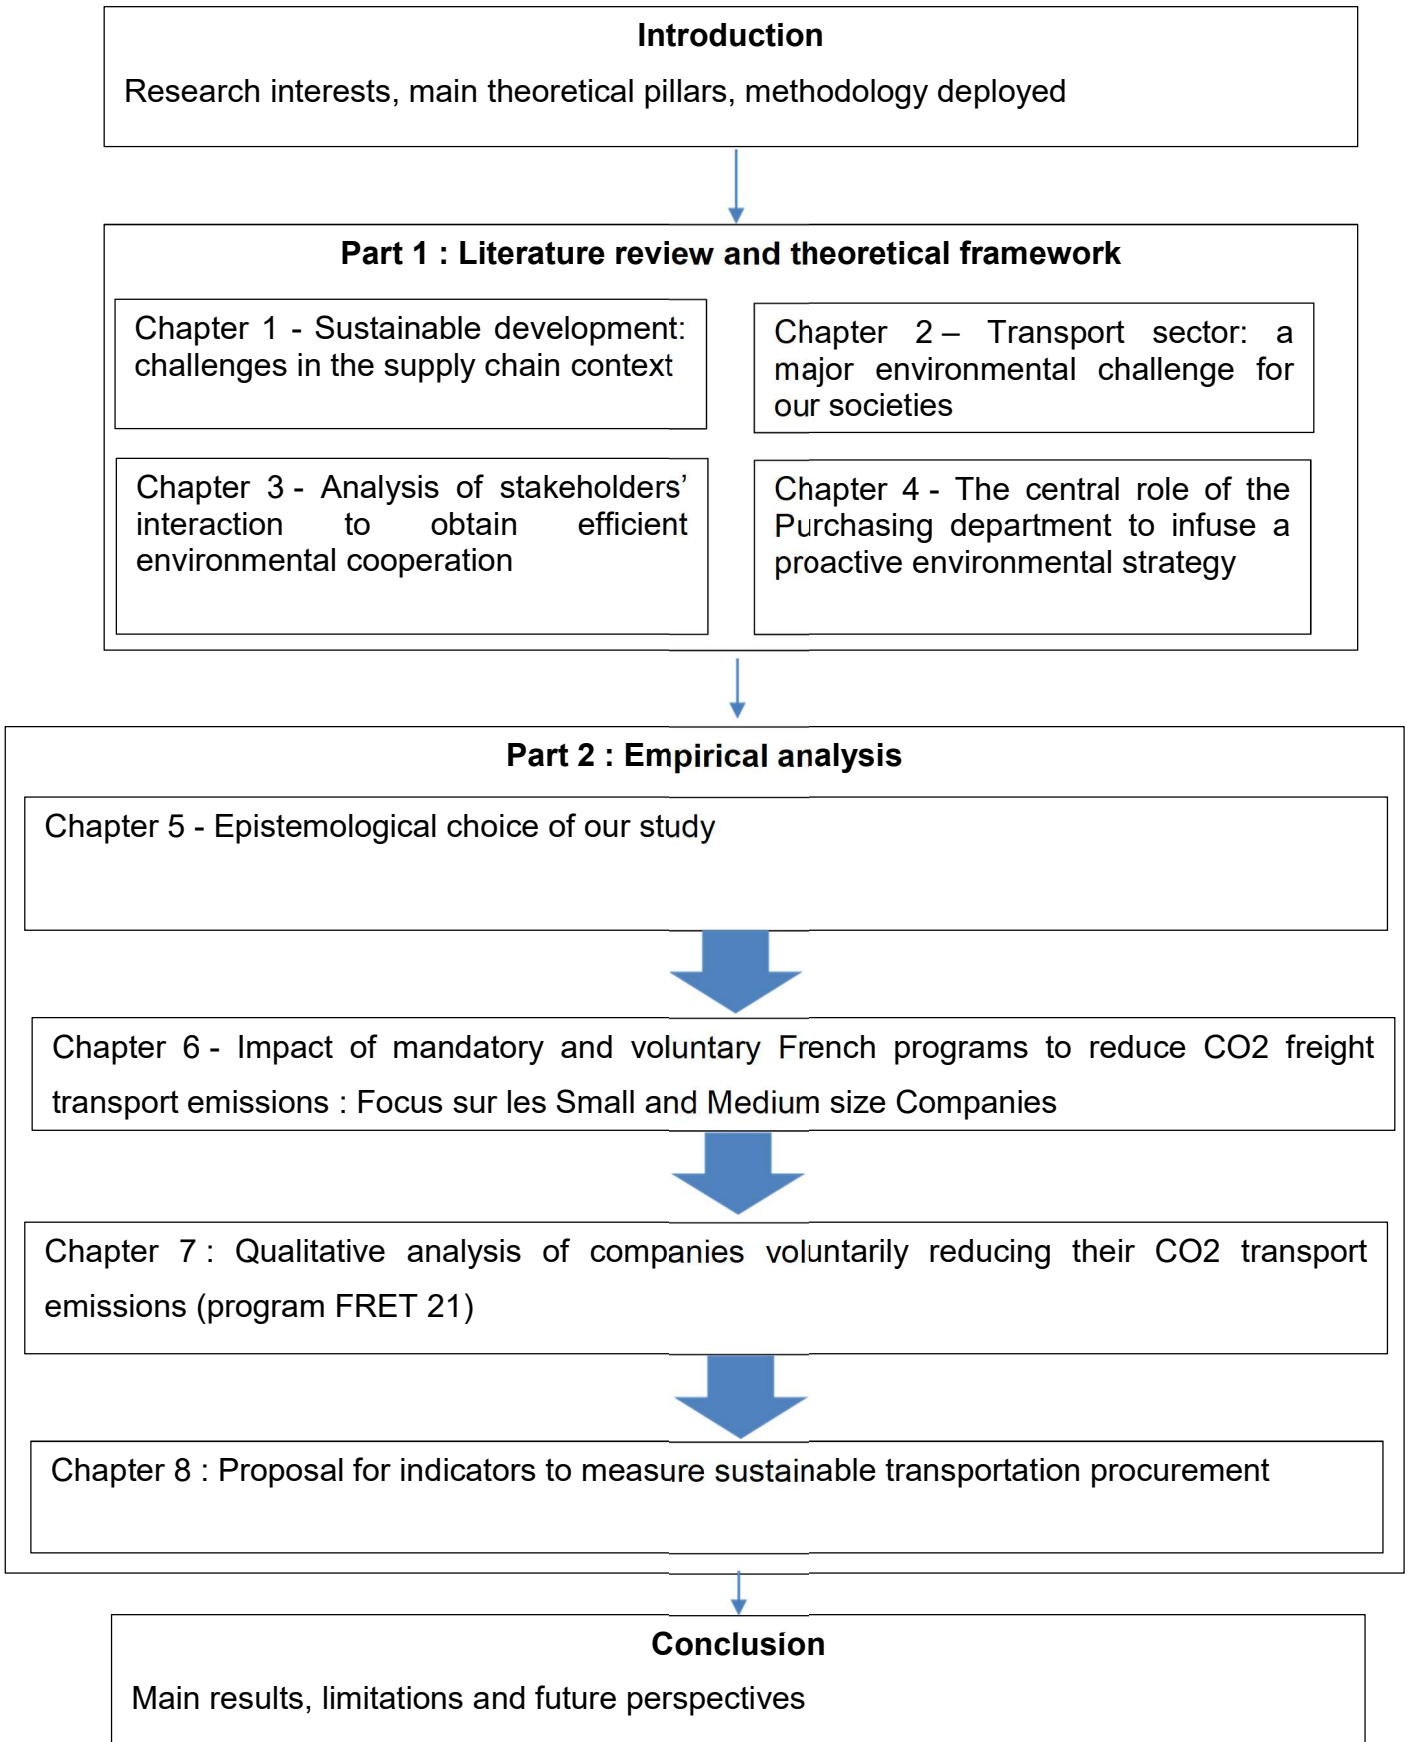 Introduction
Research interests, main theoretical pillars, methodology deployed
Part 1 : Literature review and theoretical framework
Chapter 1 - Sustainable development:
challenges in the supply chain context
Chapter 2 – Transport sector: a
major environmental challenge for
our societies
Chapter 3 - Analysis of stakeholders’
interaction to obtain efficient
environmental cooperation
Chapter 4 - The central role of the
Purchasing department to infuse a
proactive environmental strategy
Part 2 : Empirical analysis
Chapter 5 - Epistemological choice of our study
Chapter 6 - Impact of mandatory and voluntary French programs to reduce CO2 freight
transport emissions : Focus sur les Small and Medium size Companies
Chapter 7 : Qualitative analysis of companies voluntarily reducing their CO2 transport
emissions (program FRET 21)
Chapter 8 : Proposal for indicators to measure sustainable transportation procurement
Conclusion
Main results, limitations and future perspectives